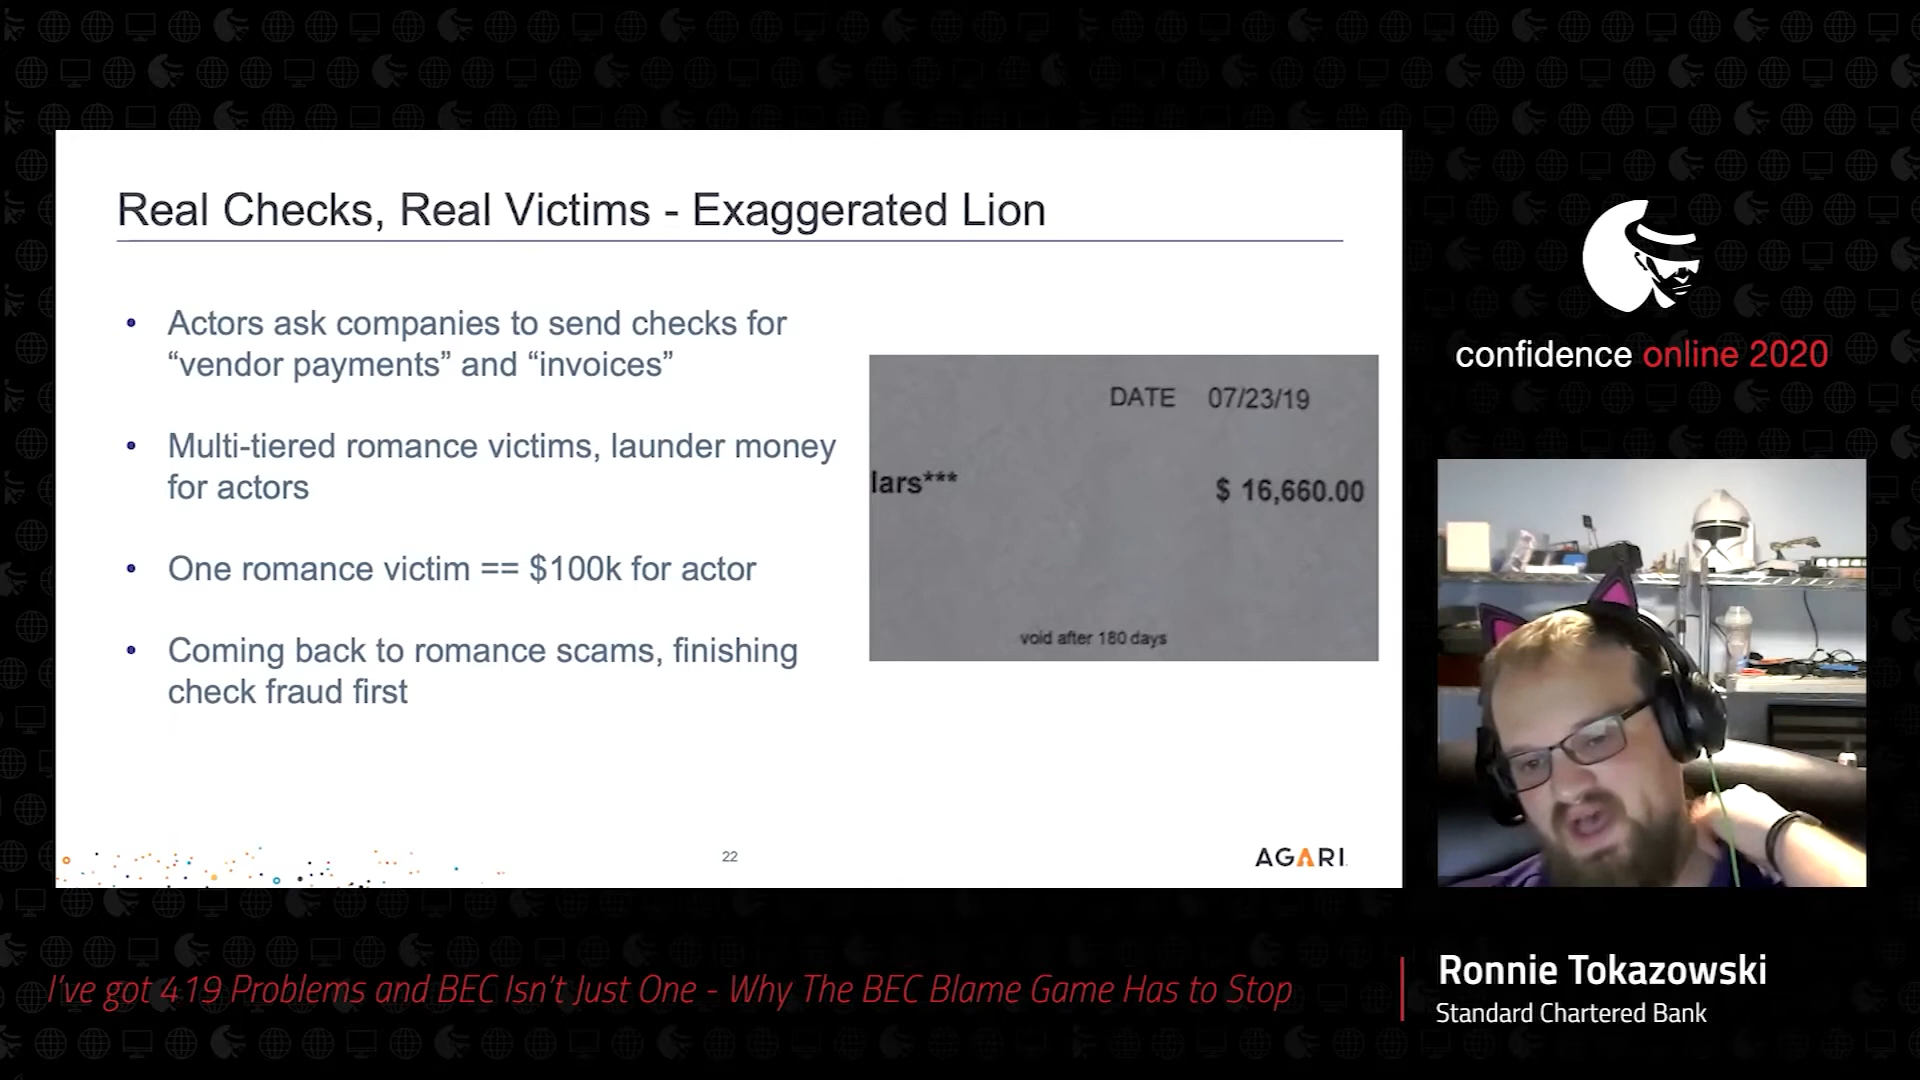 Real Checks, Real Victims - Exaggerated Lion
• Actors ask companies to send checks for
“vendor payments” and “invoices”
• Multi-tiered romance victims, launder money
for actors
• One romance victim == $100k for actor
• Coming back to romance scams, finishing
check fraud first
DATE 07/23/19
lars*** $ 16,660.00
void after 180 days
22
AGARI
confidence online 2020
I've got 419 Problems and BEC Isn't Just One - Why The BEC Blame Game Has to Stop
Ronnie Tokazowski
Standard Chartered Bank